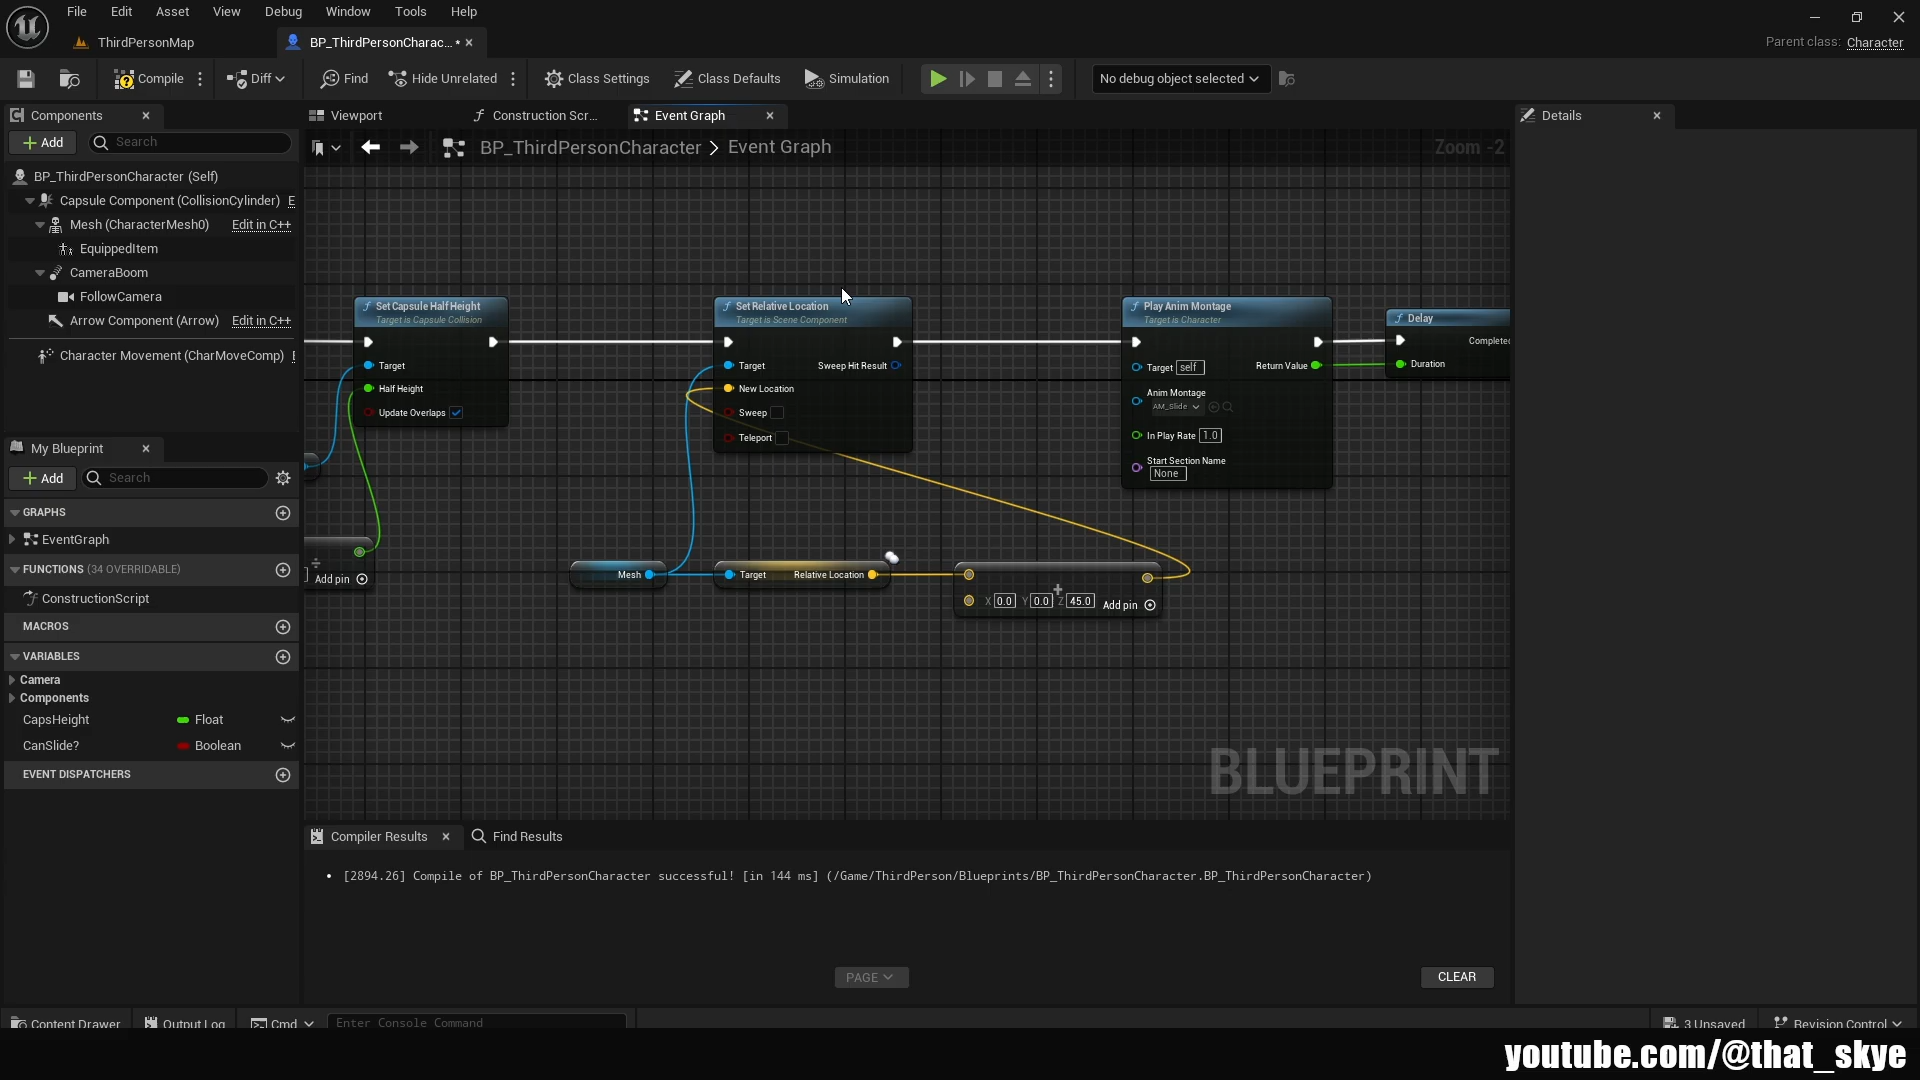 File Edit Asset View Debug Window Tools Help
ThirdPersonMap
BP_ThirdPersonCharac... •
Parent class: Character
Compile
Diff
Find
Hide Unrelated
Class Settings
Class Defaults
Simulation
No debug object selected
Components
Add
Search
BP_ThirdPersonCharacter (Self)
Capsule Component (CollisionCylinder) E
Mesh (CharacterMesh0) Edit in C++
EquippedItem
CameraBoom
FollowCamera
Arrow Component (Arrow) Edit in C++
Character Movement (CharMoveComp) E
My Blueprint
Add
Search
GRAPHS
EventGraph
FUNCTIONS (34 OVERRIDABLE)
ConstructionScript
MACROS
VARIABLES
Camera
Components
CapsHeight Float
CanSlide? Boolean
EVENT DISPATCHERS
Viewport
Construction Scr...
Event Graph
BP_ThirdPersonCharacter > Event Graph
Zoom -2
Set Capsule Half Height
Target is Capsule Collision
Target
Half Height
Update Overlaps
Add pin
Set Relative Location
Target is Scene Component
Target Sweep Hit Result
New Location
Sweep
Teleport
Play Anim Montage
Target is Character
Target self Return Value
Anim Montage
AM_Slide
In Play Rate 1.0
Start Section Name
None
Delay
Completed
Duration
Mesh
Target Relative Location
X 0.0 Y 0.0 Z 45.0 Add pin
BLUEPRINT
Compiler Results
Find Results
[2894.26] Compile of BP_ThirdPersonCharacter successful! [in 144 ms] (/Game/ThirdPerson/Blueprints/BP_ThirdPersonCharacter.BP_ThirdPersonCharacter)
PAGE
CLEAR
Details
Content Drawer
Output Log
Cmd
Enter Console Command
3 Unsaved
Revision Control
youtube.com/@that_skye